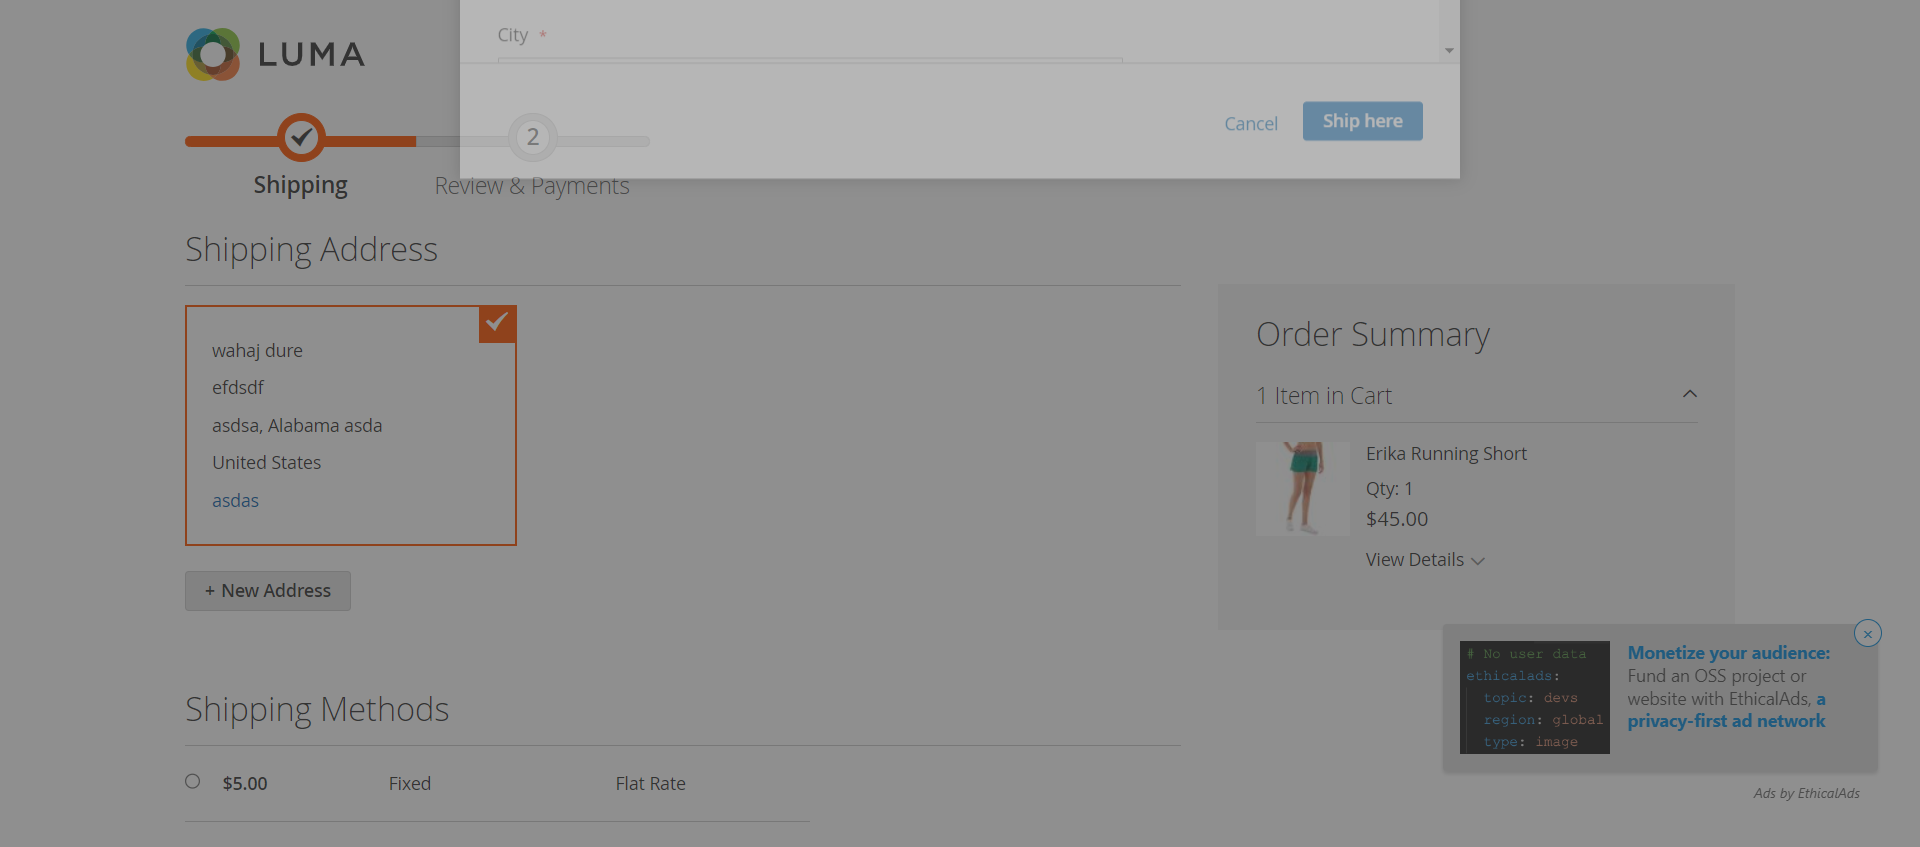 LUMA
City *
Cancel
Ship here
2
Shipping
Review & Payments
Shipping Address
wahaj dure
efdsdf
asdsa, Alabama asda
United States
asdas
+ New Address
Order Summary
1 Item in Cart
Erika Running Short
Qty: 1
$45.00
View Details
# No user data
ethicalads:
topic: devs
region: global
type: image
Monetize your audience:
Fund an OSS project or
website with EthicalAds, a
privacy-first ad network
Ads by EthicalAds
Shipping Methods
$5.00 Fixed Flat Rate